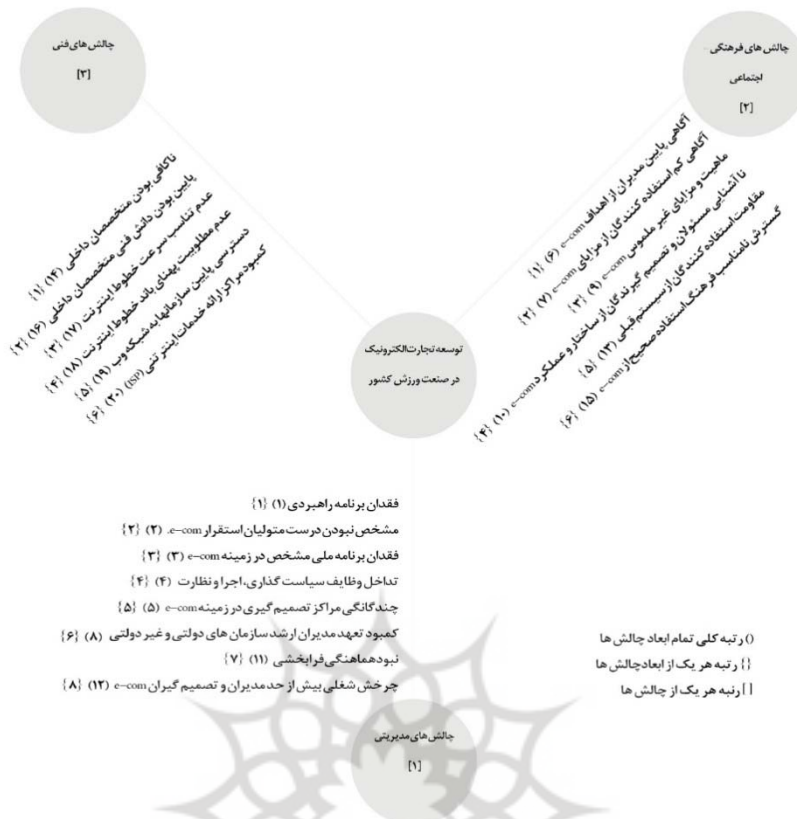 چالش های فنی
[۳]
چالش های فرهنگی -
اجتماعی
[۲]
ناکافی بودن متخصصان داخلی (۱۴) {۱}
پایین بودن دانش فنی متخصصان داخلی (۱۶) {۲}
عدم تناسب سرعت خطوط اینترنت (۱۷) {۳}
عدم مطلوبیت پهنای باند خطوط اینترنت (۱۸) {۴}
دسترسی پایین سازمانها به شبکه وب (۱۹) {۵}
کمبود مراکز ارائه خدمات اینترنتی (ISP) (۲۰) {۶}
آگاهی پایین مدیران از اهداف e-com (۶) {۱}
آگاهی کم استفاده کنندگان از مزایای e-com (۷) {۲}
ماهیت و مزایای غیر ملموس e-com (۹) {۳}
نا آشنایی مسئولان و تصمیم گیرندگان از ساختار و عملکرد e-com (۱۰) {۴}
مقاومت استفاده کنندگان از سیستم قبلی (۱۳) {۵}
گسترش نامناسب فرهنگ استفاده صحیح از e-com (۱۵) {۶}
توسعه تجارت الکترونیک
در صنعت ورزش کشور
فقدان برنامه راهبردی (۱) {۱}
مشخص نبودن درست متولیان استقرار e-com. (۲) {۲}
فقدان برنامه ملی مشخص در زمینه e-com (۳) {۳}
تداخل وظایف سیاست گذاری، اجرا و نظارت (۴) {۴}
چندگانگی مراکز تصمیم گیری در زمینه e-com (۵) {۵}
کمبود تعهد مدیران ارشد سازمان های دولتی و غیر دولتی (۸) {۶}
نبود هماهنگی فرابخشی (۱۱) {۷}
چرخش شغلی بیش از حد مدیران و تصمیم گیران e-com (۱۲) {۸}
() رتبه کلی تمام ابعاد چالش ها
{} رتبه هر یک از ابعاد چالش ها
[] رتبه هر یک از چالش ها
چالش های مدیریتی
[۱]